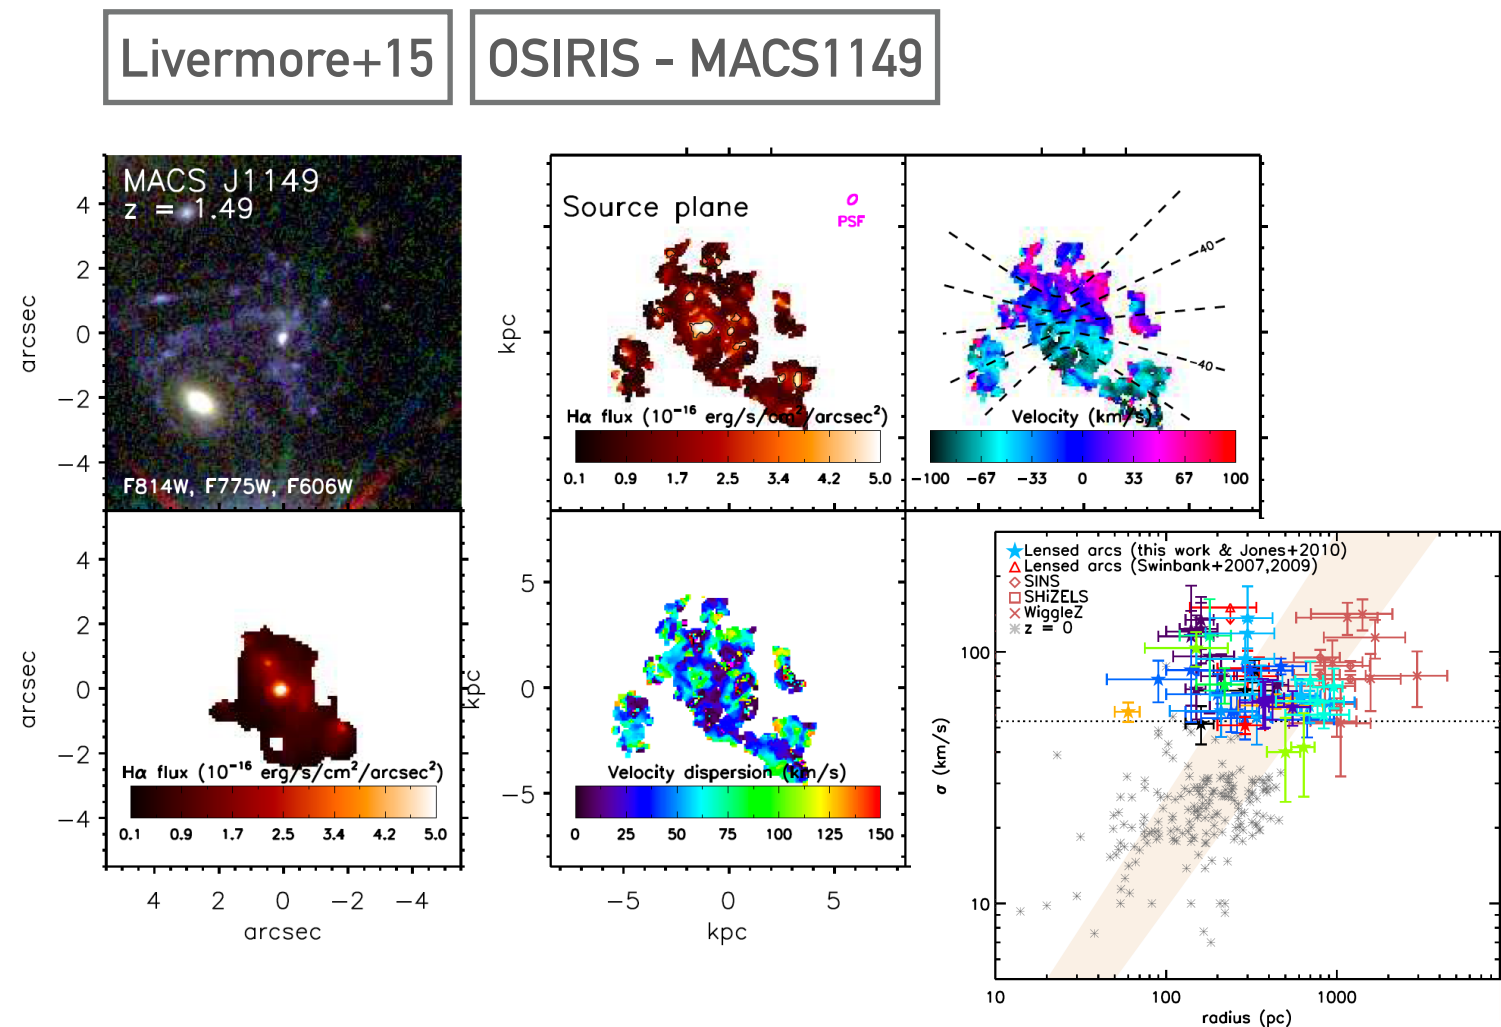 Livermore+15
OSIRIS - MACS1149
MACS J1149
z = 1.49
4
2
0
−2
−4
arcsec
F814W, F775W, F606W
Source plane
PSF
kpc
Hα flux (10⁻¹⁶ erg/s/cm²/arcsec²)
0.1 0.9 1.7 2.5 3.4 4.2 5.0
−40
−40
Velocity (km/s)
−100 −67 −33 0 33 67 100
4
2
0
−2
−4
arcsec
Hα flux (10⁻¹⁶ erg/s/cm²/arcsec²)
0.1 0.9 1.7 2.5 3.4 4.2 5.0
4 2 0 −2 −4
arcsec
5
0
−5
kpc
Velocity dispersion (km/s)
0 25 50 75 100 125 150
−5 0 5
kpc
Lensed arcs (this work & Jones+2010)
Lensed arcs (Swinbank+2007,2009)
SINS
SHiZELS
WiggleZ
z = 0
100
10
σ (km/s)
10 100 1000
radius (pc)